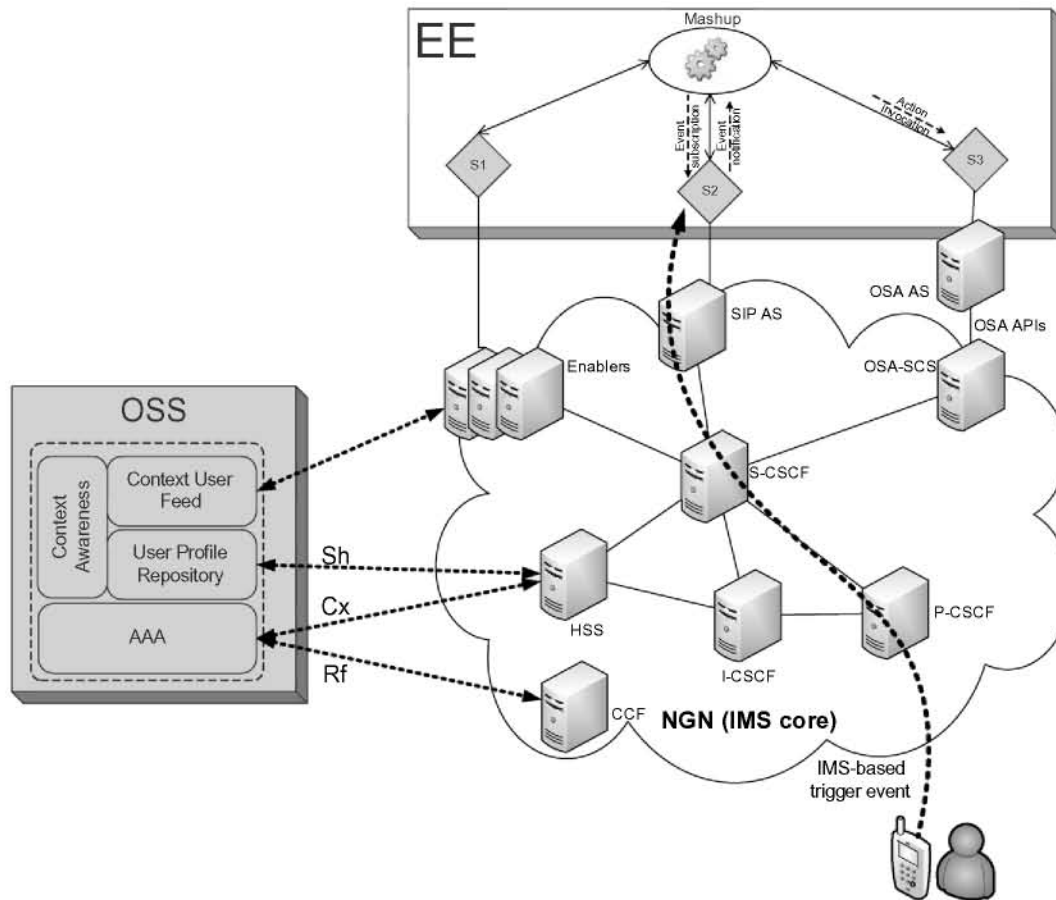 EE
Mashup
Event
subscription
Event
notification
Action
invocation
S1
S2
S3
OSA AS
SIP AS
OSA APIs
Enablers
OSA-SCS
OSS
Context
Awareness
Context User
Feed
User Profile
Repository
AAA
S-CSCF
Sh
Cx
Rf
HSS
P-CSCF
I-CSCF
CCF
NGN (IMS core)
IMS-based
trigger event